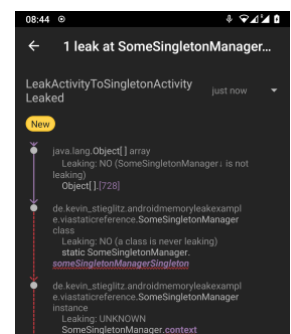 08:44
1 leak at SomeSingletonManager...
LeakActivityToSingletonActivity
Leaked
just now
New
java.lang.Object[] array
Leaking: NO (SomeSingletonManager↓ is not
leaking)
Object[].[728]
de.kevin_stieglitz.androidmemoryleakexampl
e.viastaticreference.SomeSingletonManager
class
Leaking: NO (a class is never leaking)
static SomeSingletonManager.
someSingletonManagerSingleton
de.kevin_stieglitz.androidmemoryleakexampl
e.viastaticreference.SomeSingletonManager
instance
Leaking: UNKNOWN
SomeSingletonManager.context